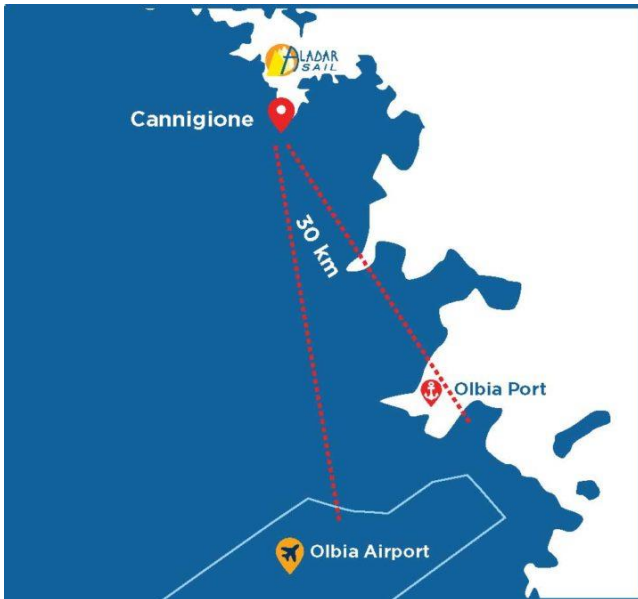 ALADAR
SAIL
Cannigione
30 km
Olbia Port
Olbia Airport